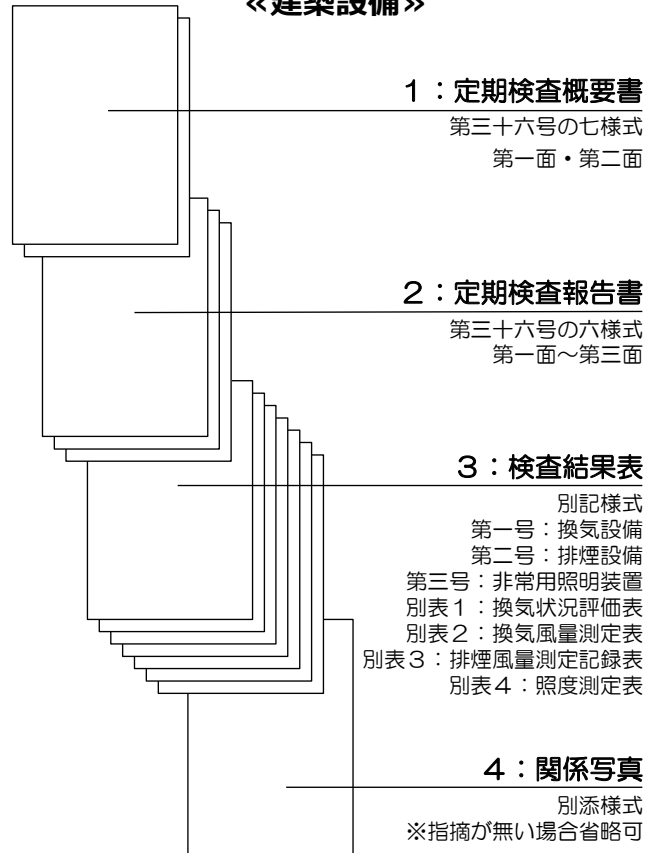 ≪建築設備≫
１：定期検査概要書
第三十六号の七様式
第一面・第二面
２：定期検査報告書
第三十六号の六様式
第一面～第三面
３：検査結果表
別記様式
第一号：換気設備
第二号：排煙設備
第三号：非常用照明装置
別表１：換気状況評価表
別表２：換気風量測定表
別表３：排煙風量測定記録表
別表４：照度測定表
４：関係写真
別添様式
※指摘が無い場合省略可